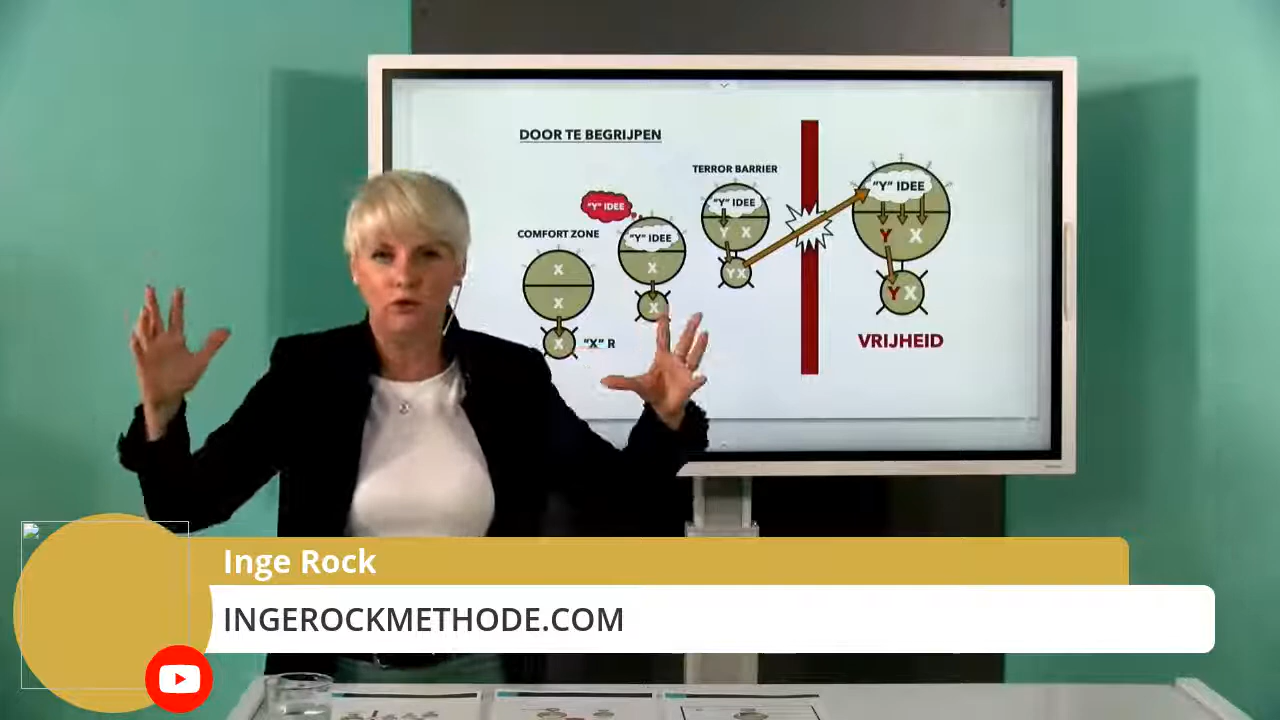 DOOR TE BEGRIJPEN
TERROR BARRIER
"Y" IDEE
"Y" IDEE
"Y" IDEE
"Y" IDEE
COMFORT ZONE
Y X
Y X
X
X
X
X
Y X
Y X
X
"X" R
VRIJHEID
Inge Rock
INGEROCKMETHODE.COM